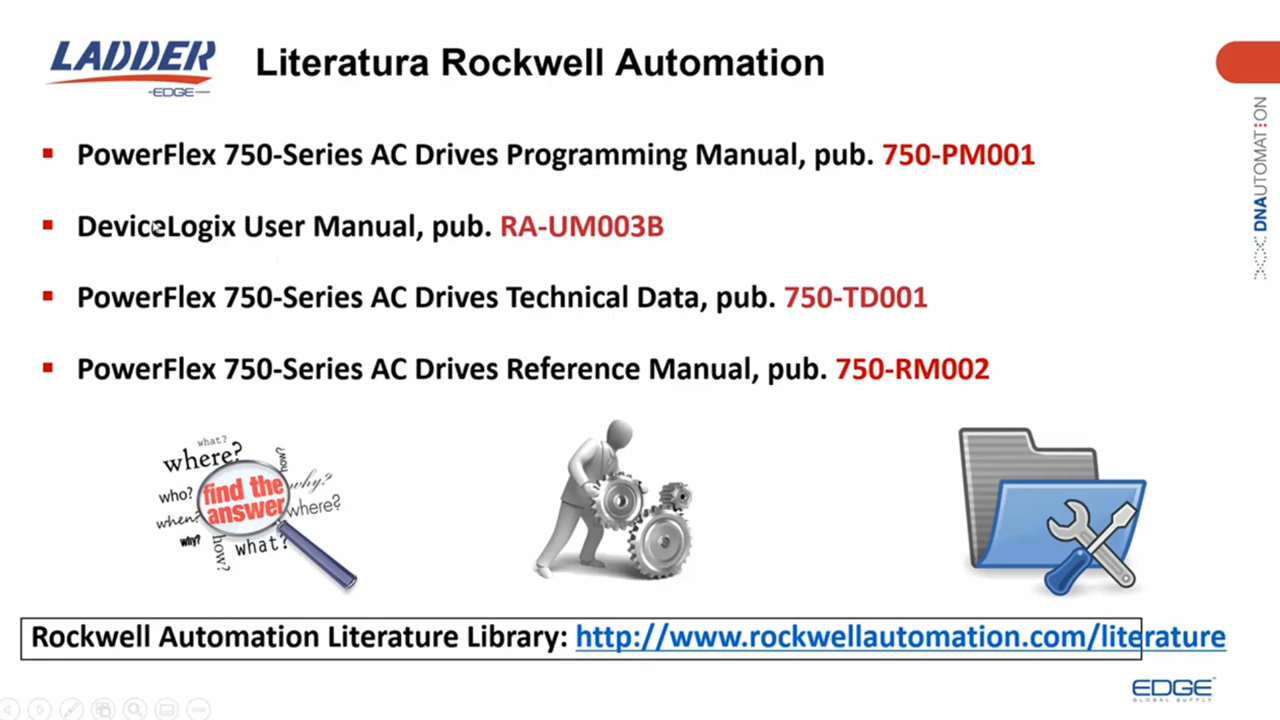 LADDER
EDGE
Literatura Rockwell Automation
DNAUTOMATION
PowerFlex 750-Series AC Drives Programming Manual, pub. 750-PM001
DeviceLogix User Manual, pub. RA-UM003B
PowerFlex 750-Series AC Drives Technical Data, pub. 750-TD001
PowerFlex 750-Series AC Drives Reference Manual, pub. 750-RM002
what?
where?
how?
who?
find the
answer
why?
when?
where?
why?
how?
what?
Rockwell Automation Literature Library: http://www.rockwellautomation.com/literature
EDGE
GLOBAL SUPPLY